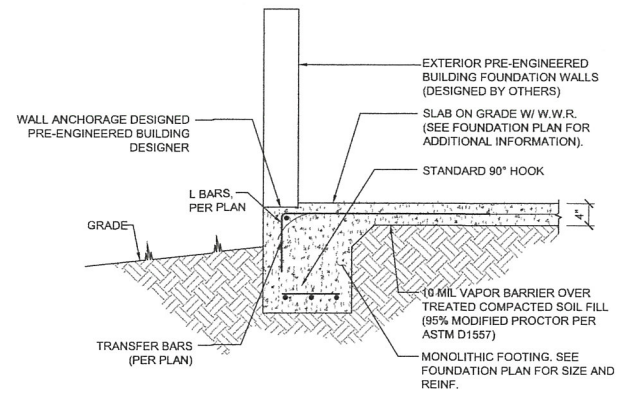 EXTERIOR PRE-ENGINEERED
BUILDING FOUNDATION WALLS
(DESIGNED BY OTHERS)
WALL ANCHORAGE DESIGNED
PRE-ENGINEERED BUILDING
DESIGNER
SLAB ON GRADE W/ W.W.R.
(SEE FOUNDATION PLAN FOR
ADDITIONAL INFORMATION).
STANDARD 90° HOOK
L BARS,
PER PLAN
GRADE
4"
10 MIL VAPOR BARRIER OVER
TREATED COMPACTED SOIL FILL
(95% MODIFIED PROCTOR PER
ASTM D1557)
TRANSFER BARS
(PER PLAN)
MONOLITHIC FOOTING. SEE
FOUNDATION PLAN FOR SIZE AND
REINF.